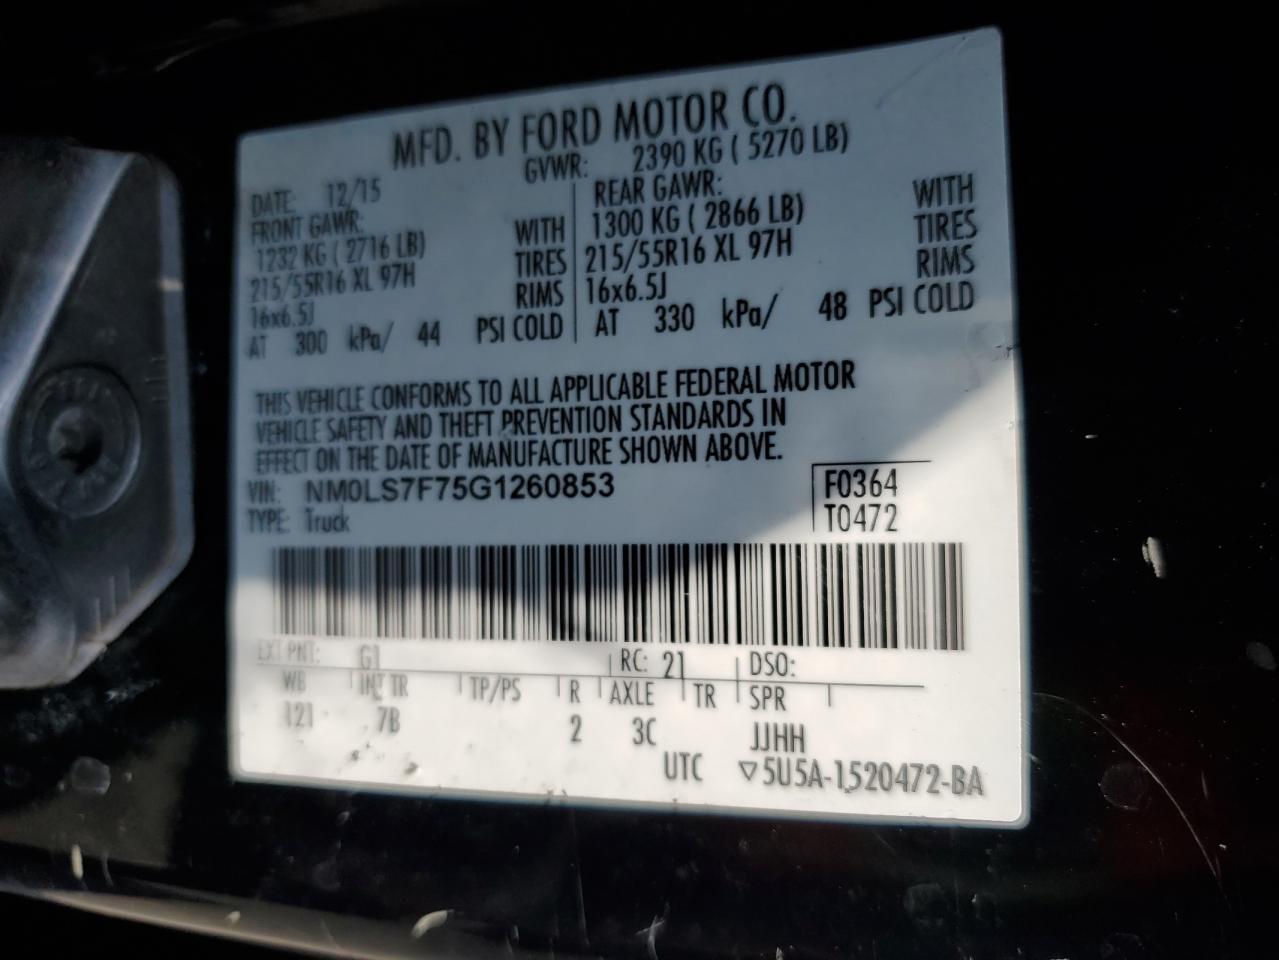 MFD. BY FORD MOTOR CO.
DATE: 12/15 GVWR: 2390 KG ( 5270 LB)
FRONT GAWR: REAR GAWR:
1232 KG ( 2716 LB) WITH 1300 KG ( 2866 LB) WITH
215/55R16 XL 97H TIRES 215/55R16 XL 97H TIRES
16x6.5J RIMS 16x6.5J RIMS
AT 300 kPa/ 44 PSI COLD AT 330 kPa/ 48 PSI COLD
THIS VEHICLE CONFORMS TO ALL APPLICABLE FEDERAL MOTOR
VEHICLE SAFETY AND THEFT PREVENTION STANDARDS IN
EFFECT ON THE DATE OF MANUFACTURE SHOWN ABOVE.
VIN: NM0LS7F75G1260853 F0364
TYPE: Truck T0472
EXT PNT: G1 RC: 21 DSO:
WB INT TR TP/PS R AXLE TR SPR
121 7B 2 3C JJHH
UTC ▽5U5A-1520472-BA